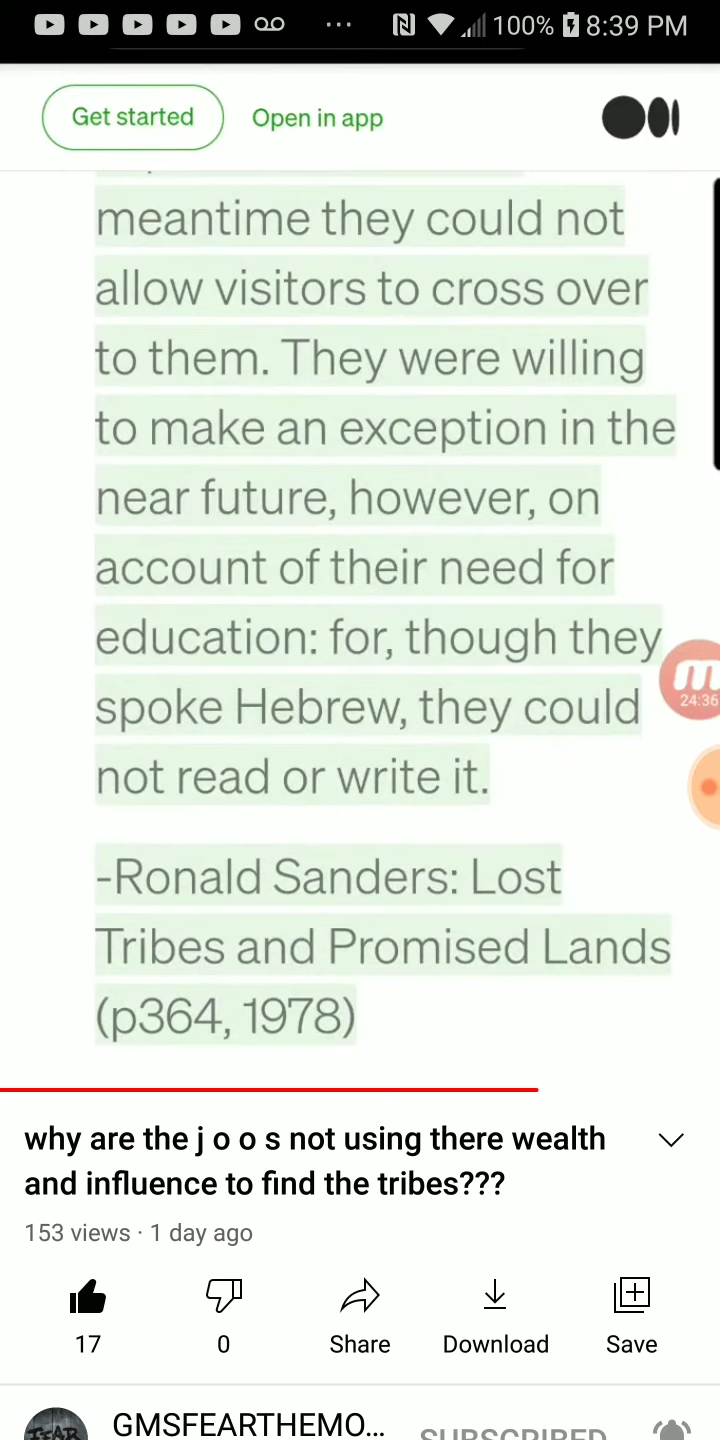 100% 8:39 PM
Get started Open in app
meantime they could not
allow visitors to cross over
to them. They were willing
to make an exception in the
near future, however, on
account of their need for
education: for, though they
spoke Hebrew, they could
not read or write it.
24:36
-Ronald Sanders: Lost
Tribes and Promised Lands
(p364, 1978)
why are the j o o s not using there wealth
and influence to find the tribes???
153 views · 1 day ago
17 0 Share Download Save
GMSFEARTHEMO... SUBSCRIBED